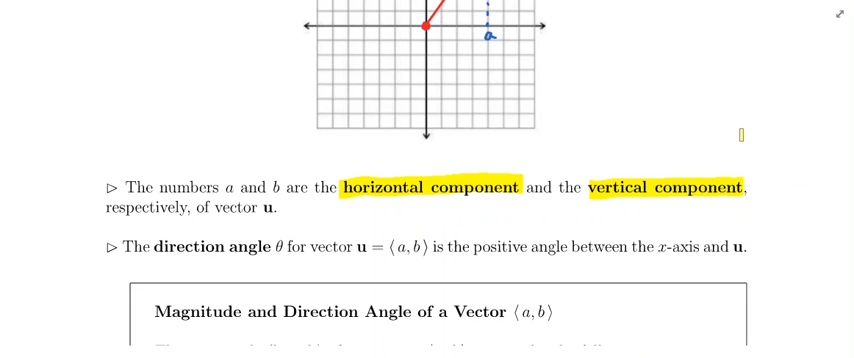 a
▷ The numbers a and b are the horizontal component and the vertical component,
respectively, of vector u.
▷ The direction angle θ for vector u = ⟨a, b⟩ is the positive angle between the x-axis and u.
Magnitude and Direction Angle of a Vector ⟨a, b⟩